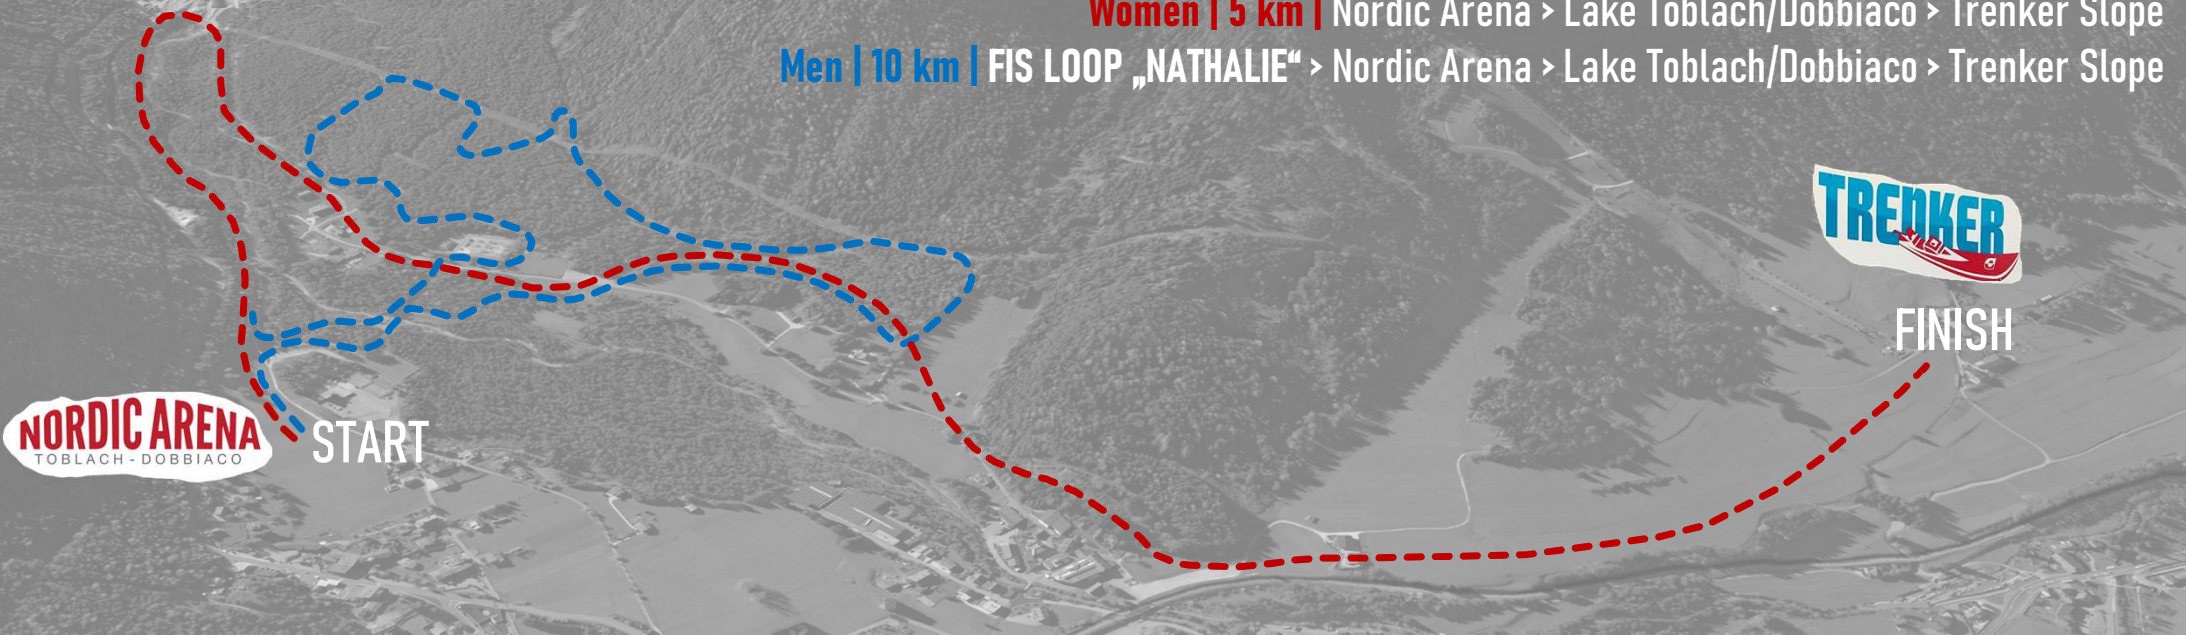 Women | 5 km | Nordic Arena > Lake Toblach/Dobbiaco > Trenker Slope
Men | 10 km | FIS LOOP „NATHALIE“ > Nordic Arena > Lake Toblach/Dobbiaco > Trenker Slope
TRENKER
FINISH
NORDIC ARENA
TOBLACH - DOBBIACO
START